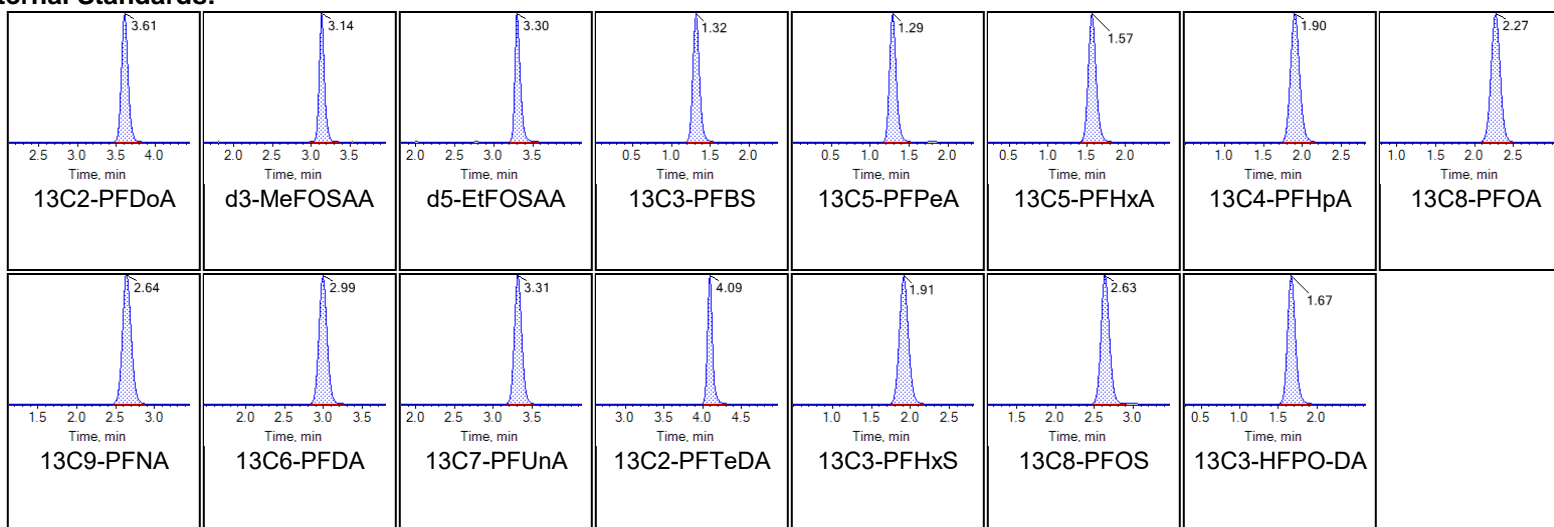 ternal Standards:
3.61 3.14 3.30 1.32 1.29 1.57 1.90 2.27
2.5 3.0 3.5 4.0 2.0 2.5 3.0 3.5 2.0 2.5 3.0 3.5 0.5 1.0 1.5 2.0 0.5 1.0 1.5 2.0 0.5 1.0 1.5 2.0 1.0 1.5 2.0 2.5 1.0 1.5 2.0 2.5
Time, min Time, min Time, min Time, min Time, min Time, min Time, min Time, min
13C2-PFDoA d3-MeFOSAA d5-EtFOSAA 13C3-PFBS 13C5-PFPeA 13C5-PFHxA 13C4-PFHpA 13C8-PFOA
2.64 2.99 3.31 4.09 1.91 2.63 1.67
1.5 2.0 2.5 3.0 2.0 2.5 3.0 3.5 2.0 2.5 3.0 3.5 3.0 3.5 4.0 4.5 1.0 1.5 2.0 2.5 1.5 2.0 2.5 3.0 0.5 1.0 1.5 2.0
Time, min Time, min Time, min Time, min Time, min Time, min Time, min
13C9-PFNA 13C6-PFDA 13C7-PFUnA 13C2-PFTeDA 13C3-PFHxS 13C8-PFOS 13C3-HFPO-DA